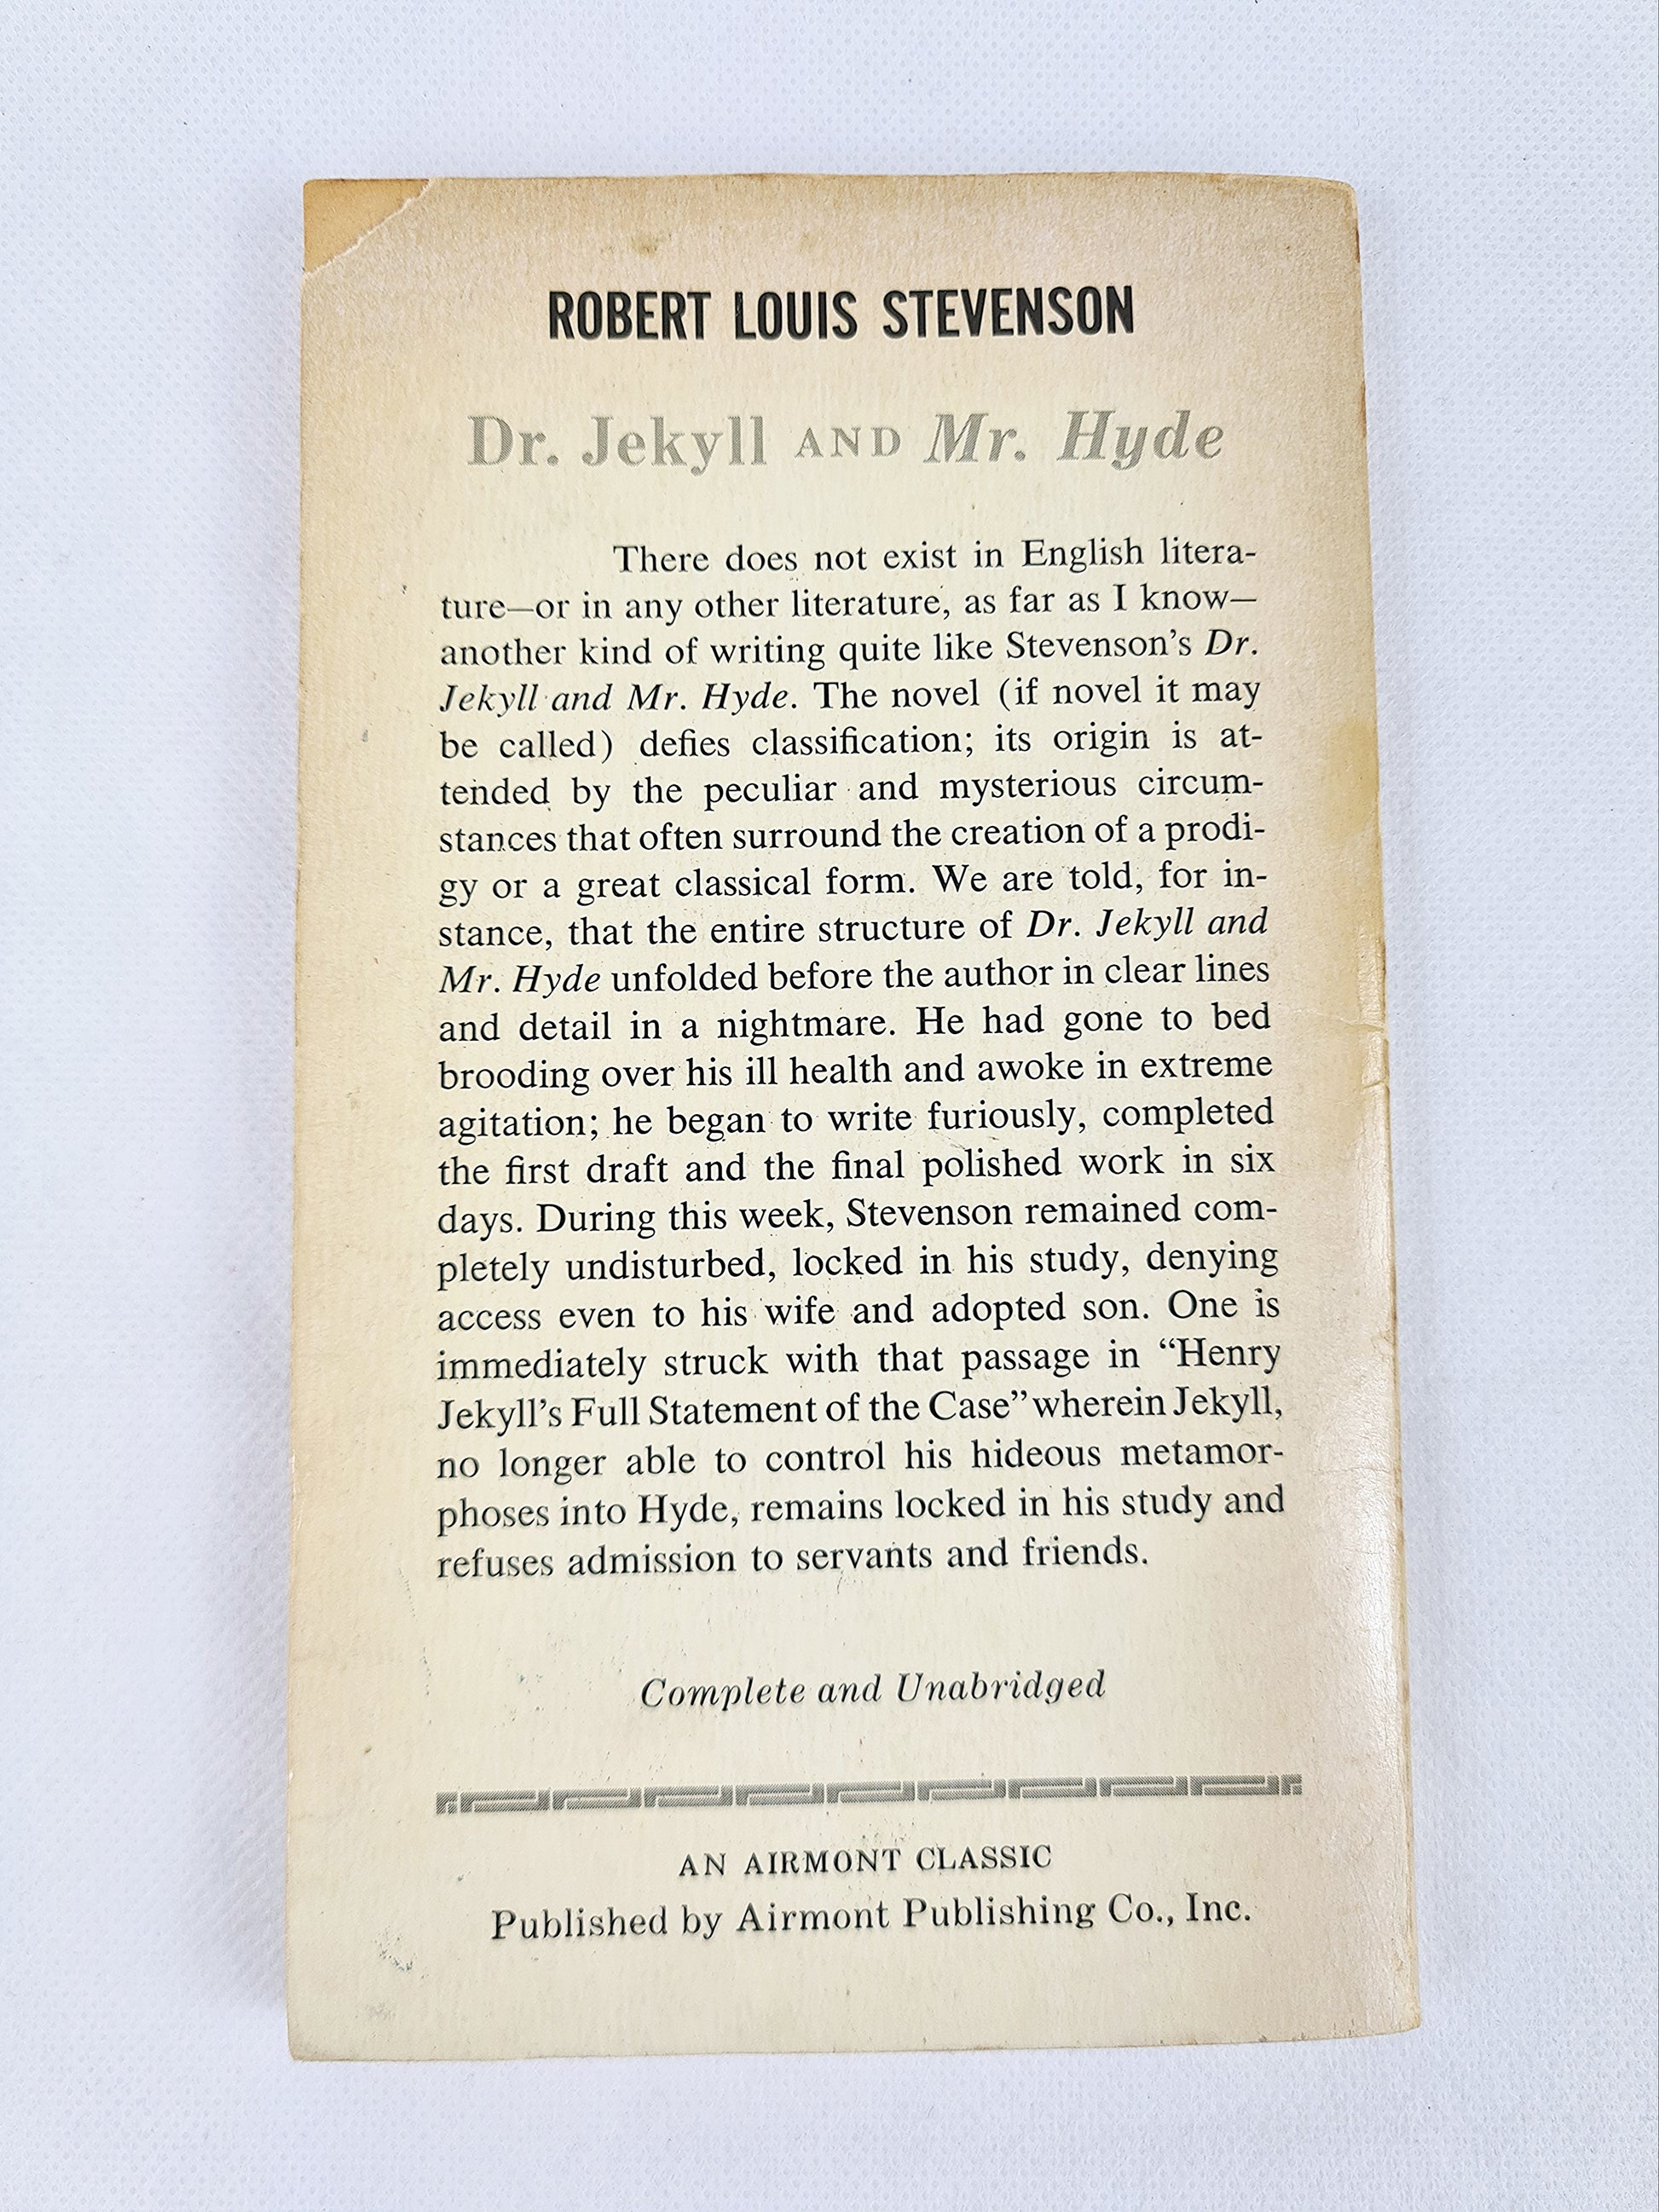 ROBERT LOUIS STEVENSON
Dr. Jekyll AND Mr. Hyde
There does not exist in English litera-
ture—or in any other literature, as far as I know—
another kind of writing quite like Stevenson's Dr.
Jekyll and Mr. Hyde. The novel (if novel it may
be called) defies classification; its origin is at-
tended by the peculiar and mysterious circum-
stances that often surround the creation of a prodi-
gy or a great classical form. We are told, for in-
stance, that the entire structure of Dr. Jekyll and
Mr. Hyde unfolded before the author in clear lines
and detail in a nightmare. He had gone to bed
brooding over his ill health and awoke in extreme
agitation; he began to write furiously, completed
the first draft and the final polished work in six
days. During this week, Stevenson remained com-
pletely undisturbed, locked in his study, denying
access even to his wife and adopted son. One is
immediately struck with that passage in “Henry
Jekyll’s Full Statement of the Case” wherein Jekyll,
no longer able to control his hideous metamor-
phoses into Hyde, remains locked in his study and
refuses admission to servants and friends.
Complete and Unabridged
AN AIRMONT CLASSIC
Published by Airmont Publishing Co., Inc.